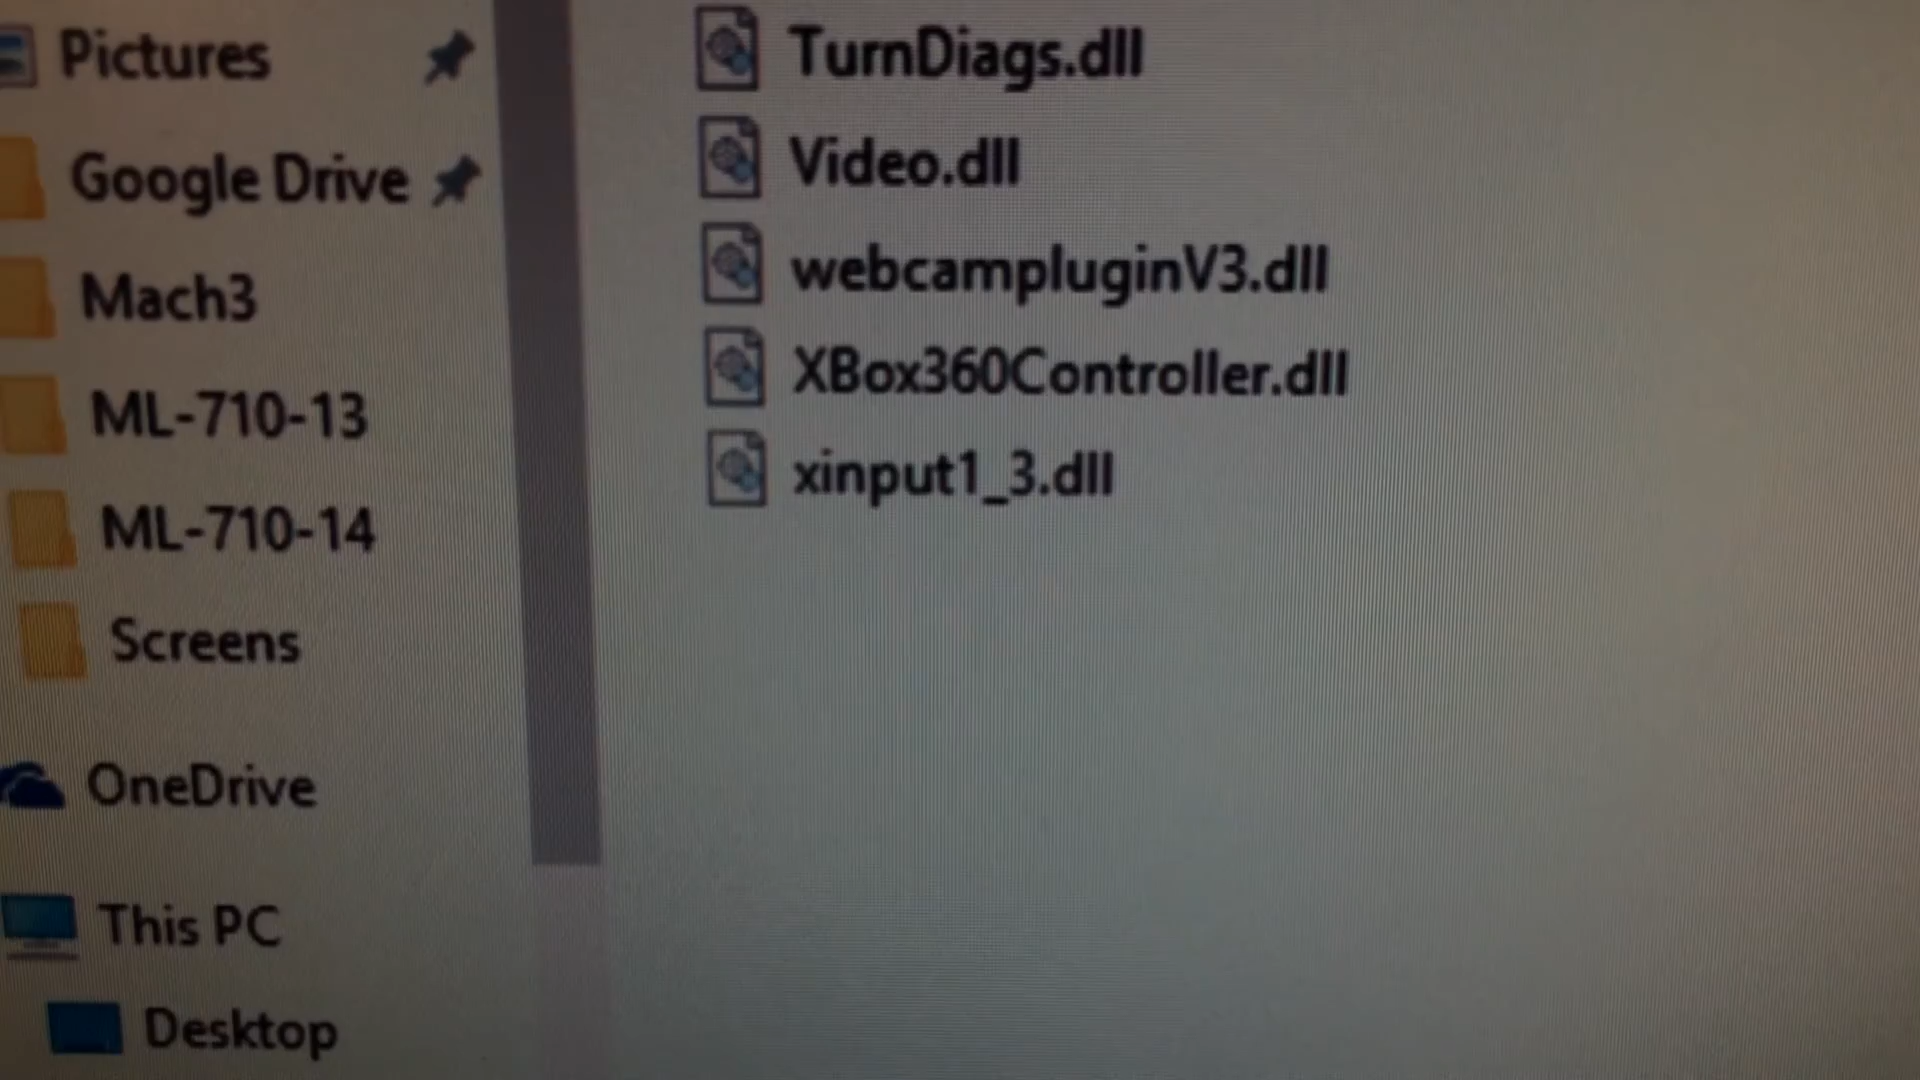 Pictures
Google Drive
Mach3
ML-710-13
ML-710-14
Screens
OneDrive
This PC
Desktop
TurnDiags.dll
Video.dll
webcampluginV3.dll
XBox360Controller.dll
xinput1_3.dll